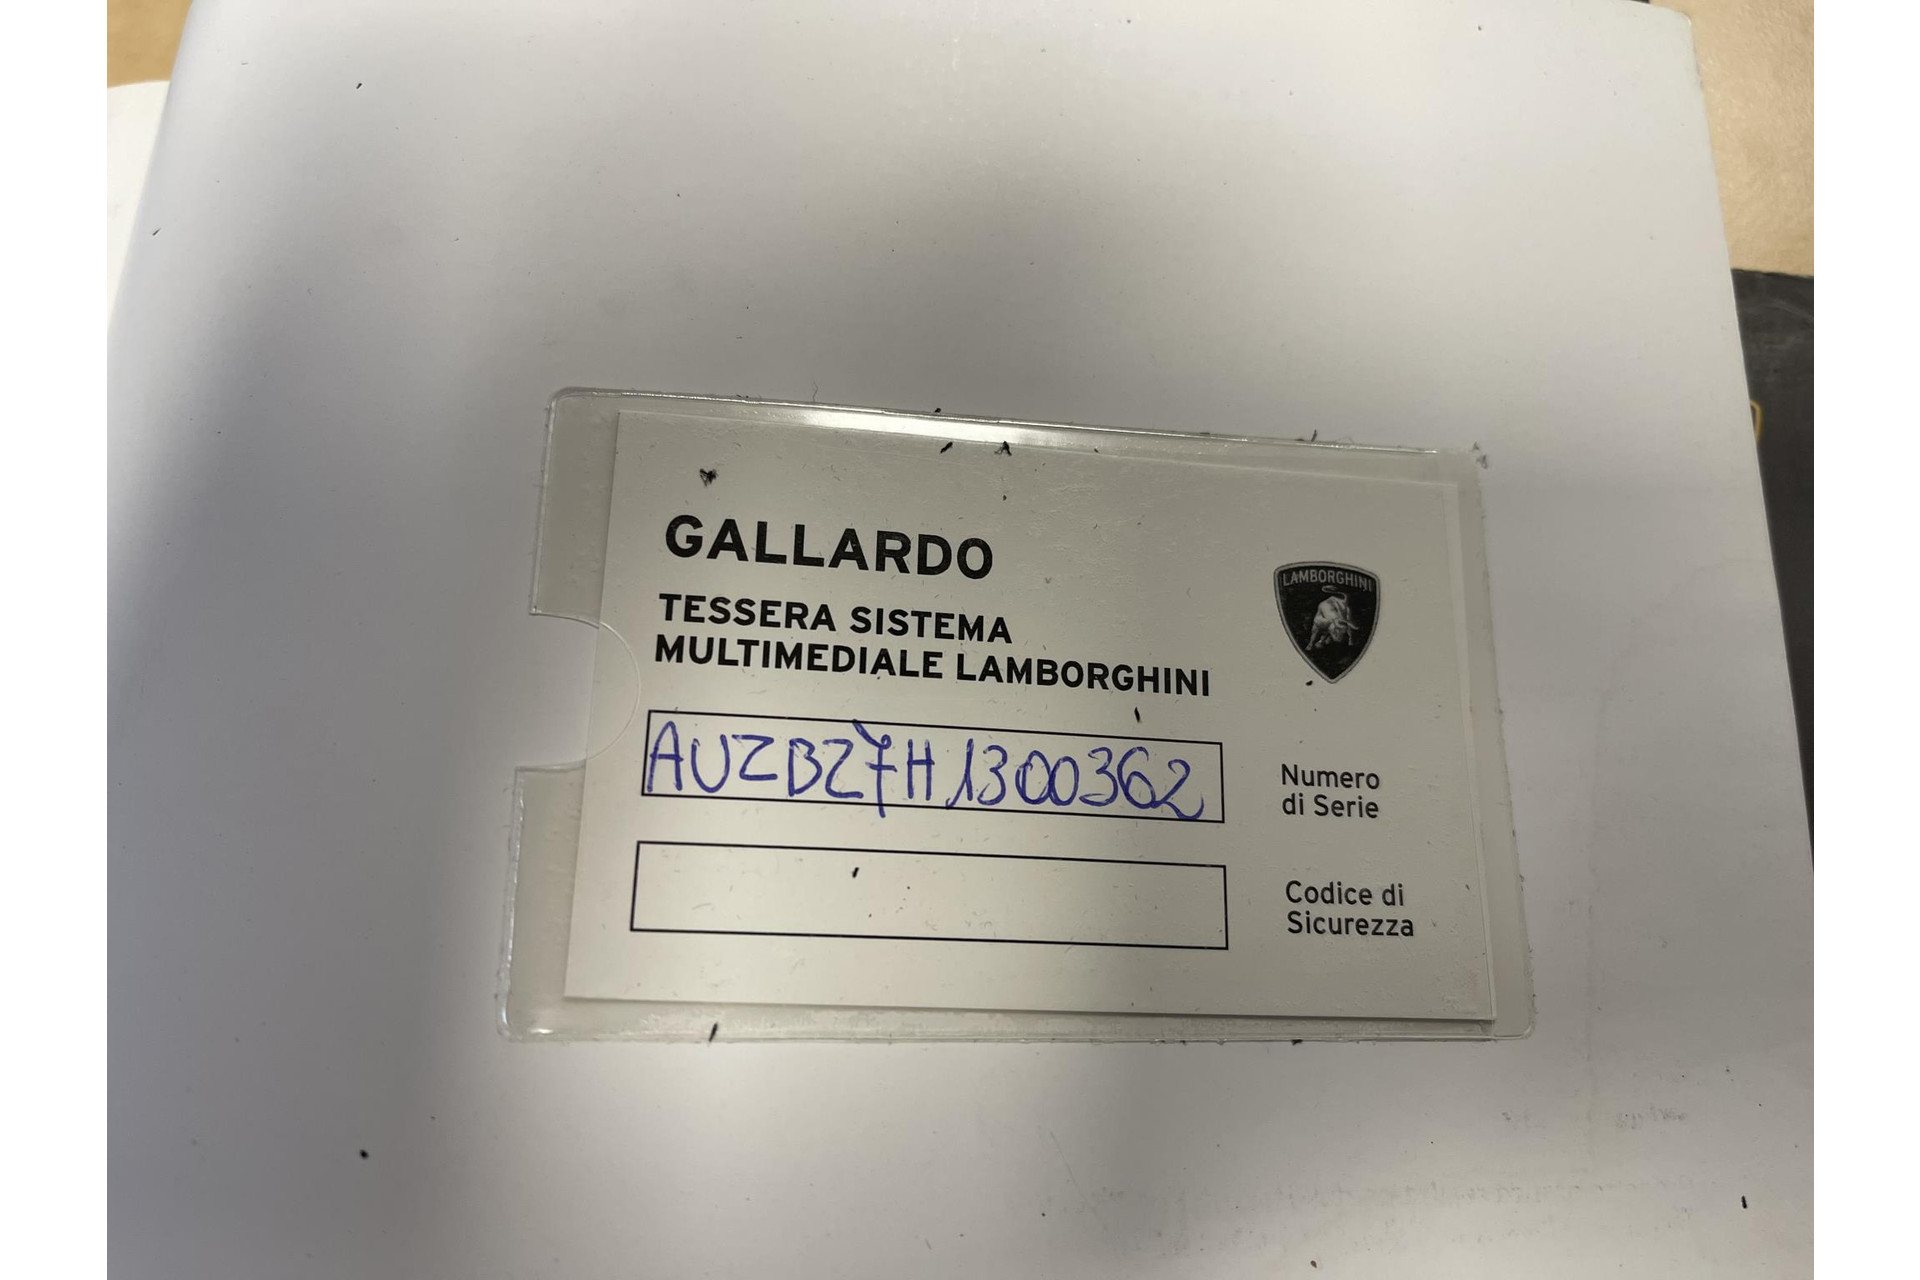 GALLARDO
LAMBORGHINI
TESSERA SISTEMA
MULTIMEDIALE LAMBORGHINI
AUZBZ7H1300362
Numero
di Serie
Codice di
Sicurezza